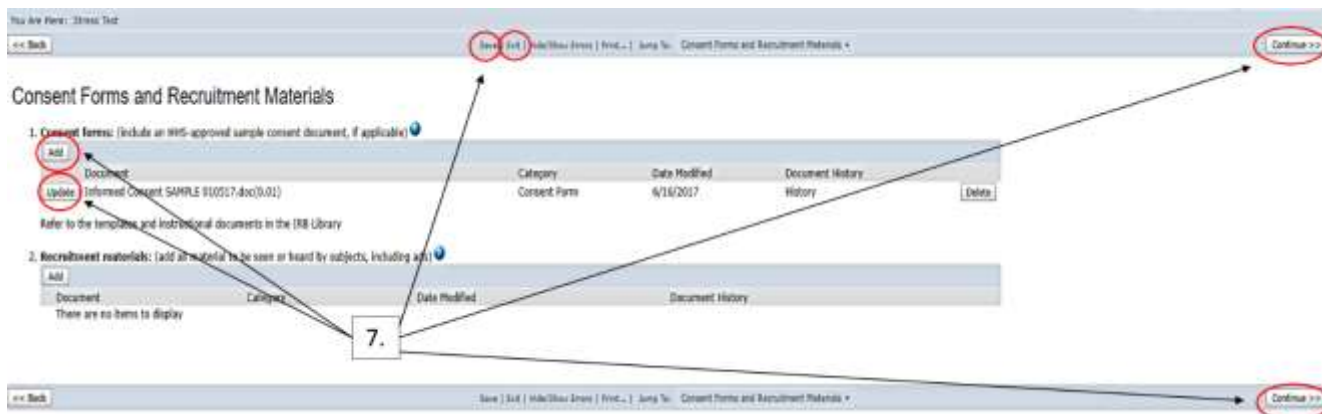 You Are Here: Stress Test
<< Back Save | Exit | Hide/Show Errors | Print... | Jump To: Consent Forms and Recruitment Materials Continue >>
Consent Forms and Recruitment Materials
1. Consent forms: (include an HHS-approved sample consent document, if applicable)
Add
Document Category Date Modified Document History
Update Informed Consent SAMPLE 010517.doc(0.01) Consent Form 6/16/2017 History Delete
Refer to the templates and instructional documents in the IRB Library
2. Recruitment materials: (add all material to be seen or heard by subjects, including ads)
Add
Document Category Date Modified Document History
There are no items to display
7.
<< Back Save | Exit | Hide/Show Errors | Print... | Jump To: Consent Forms and Recruitment Materials Continue >>